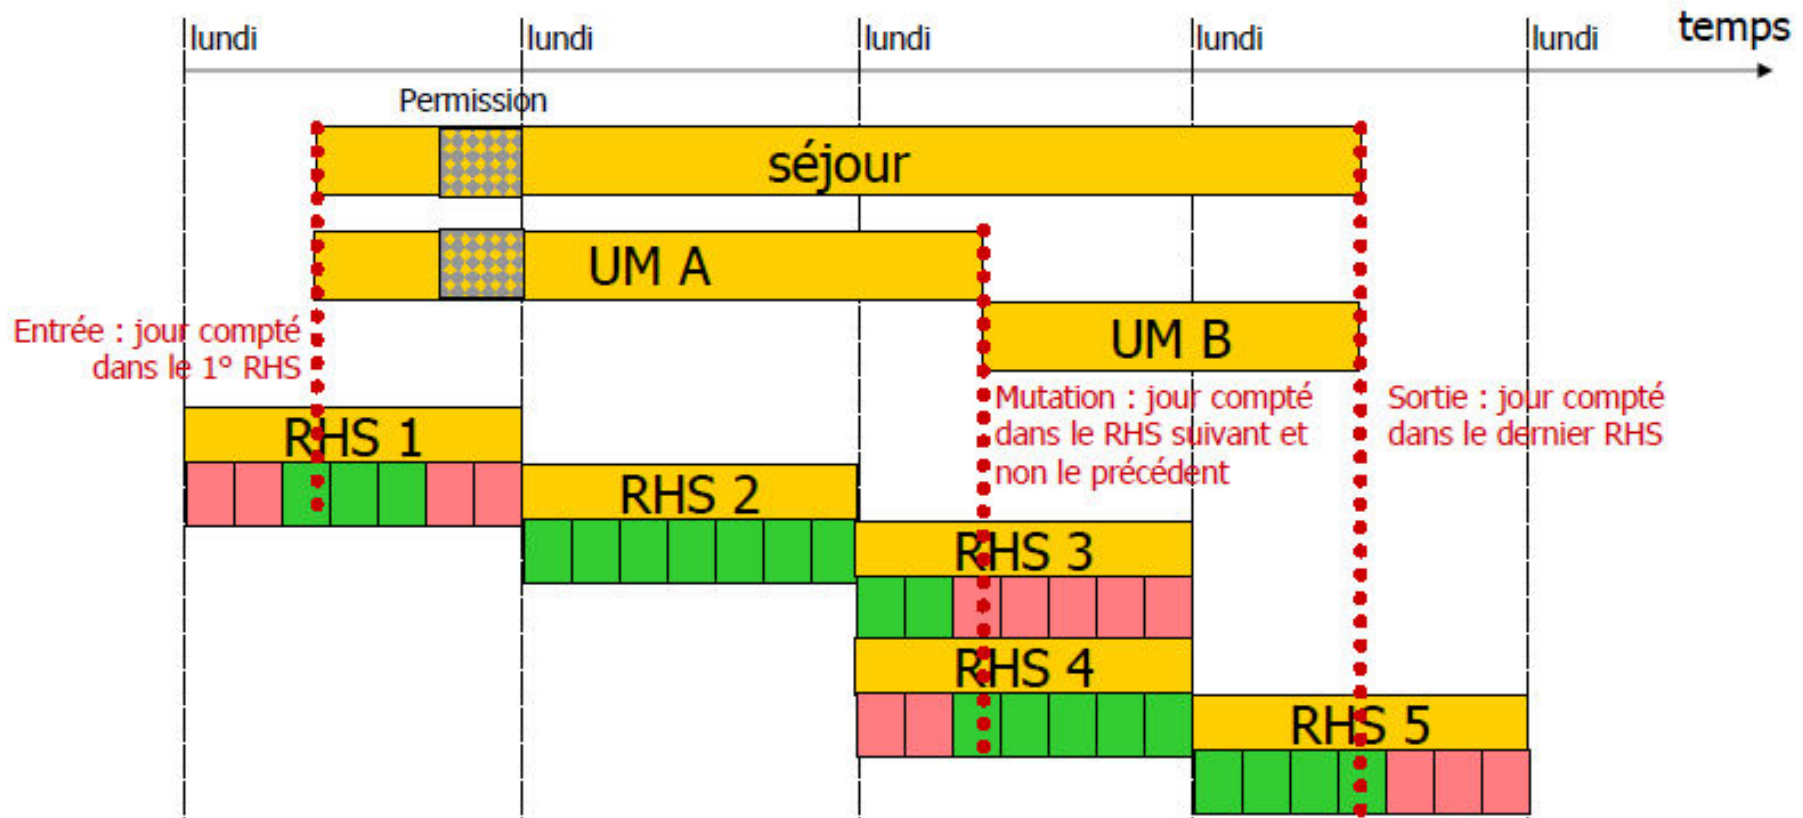 lundi lundi lundi lundi lundi temps
Permission
séjour
UM A
UM B
Entrée : jour compté
dans le 1° RHS
Mutation : jour compté
dans le RHS suivant et
non le précédent
Sortie : jour compté
dans le dernier RHS
RHS 1
RHS 2
RHS 3
RHS 4
RHS 5